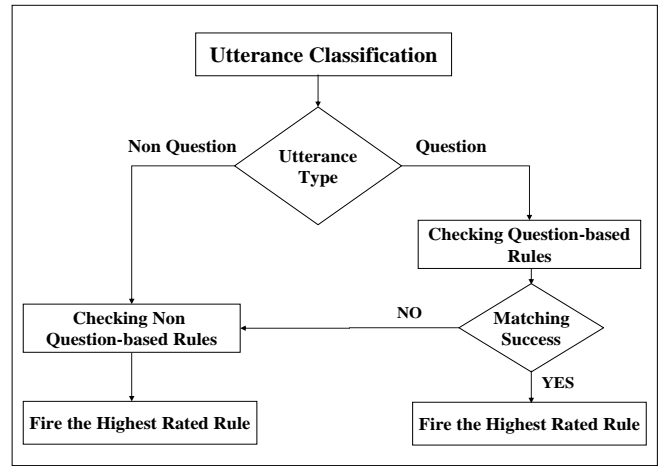 Utterance Classification
Non Question
Utterance
Type
Question
Checking Question-based
Rules
Checking Non
Question-based Rules
NO
Matching
Success
YES
Fire the Highest Rated Rule
Fire the Highest Rated Rule